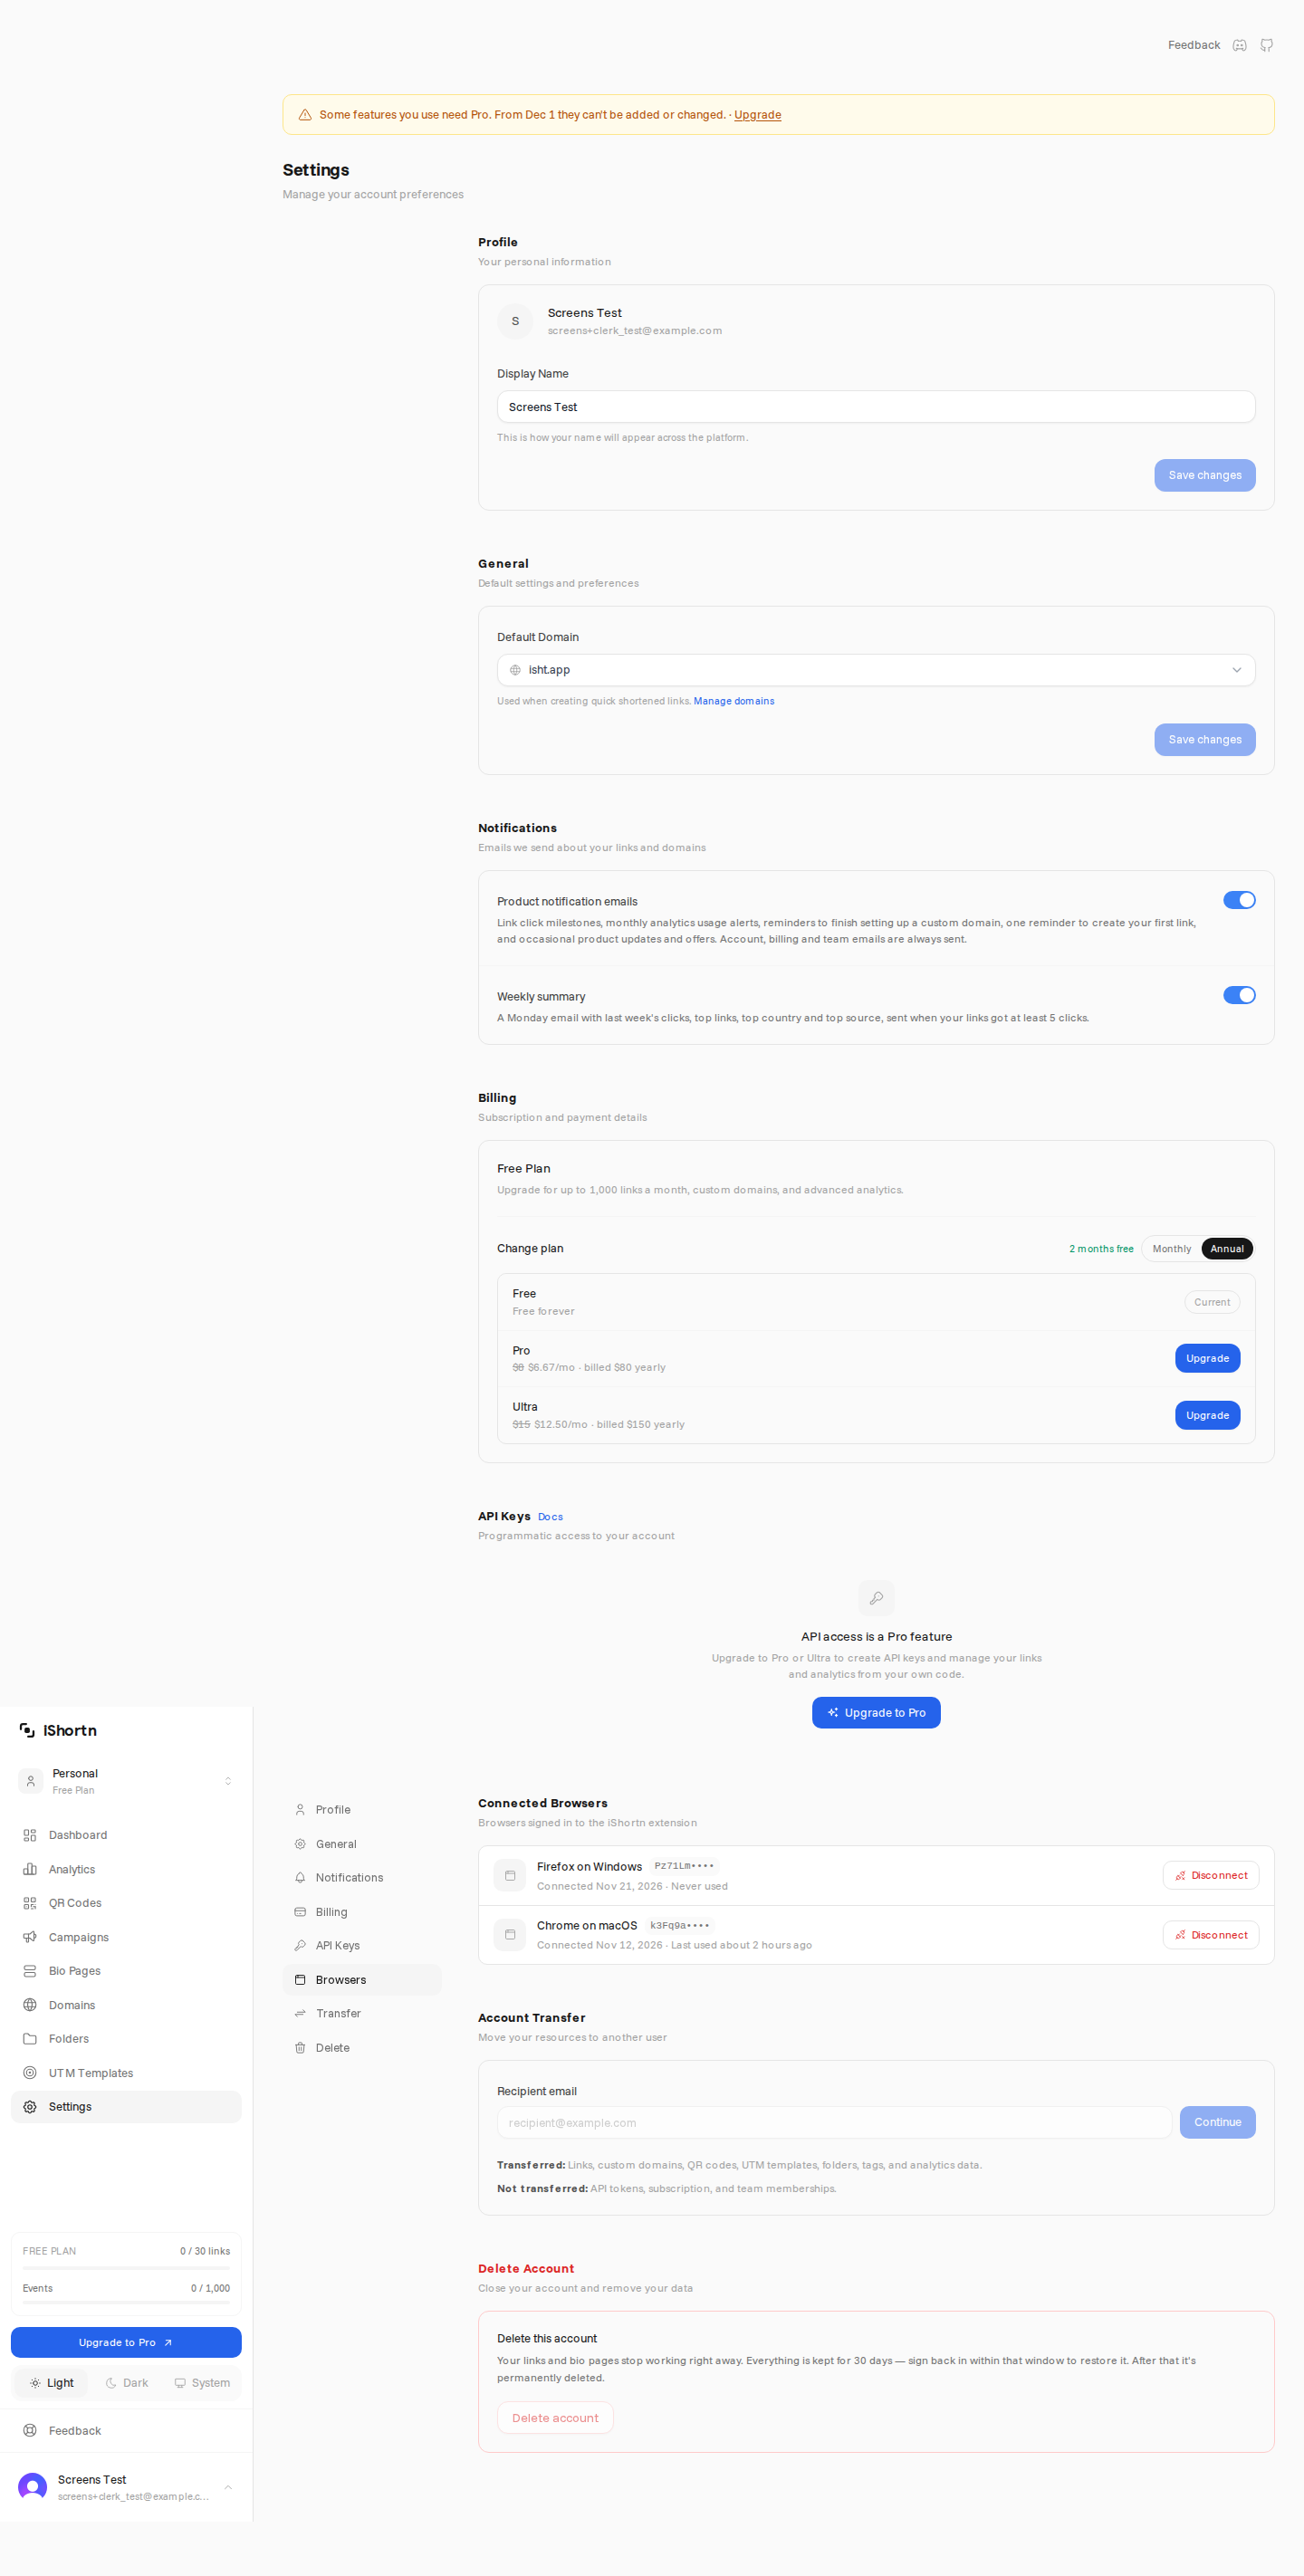 Feedback
Some features you use need Pro. From Dec 1 they can't be added or changed. · Upgrade
Settings
Manage your account preferences
Profile
Your personal information
S
Screens Test
screens+clerk_test@example.com
Display Name
Screens Test
This is how your name will appear across the platform.
Save changes
General
Default settings and preferences
Default Domain
isht.app
Used when creating quick shortened links. Manage domains
Save changes
Notifications
Emails we send about your links and domains
Product notification emails
Link click milestones, monthly analytics usage alerts, reminders to finish setting up a custom domain, one reminder to create your first link,
and occasional product updates and offers. Account, billing and team emails are always sent.
Weekly summary
A Monday email with last week's clicks, top links, top country and top source, sent when your links got at least 5 clicks.
Billing
Subscription and payment details
Free Plan
Upgrade for up to 1,000 links a month, custom domains, and advanced analytics.
Change plan
2 months free
Monthly
Annual
Free
Free forever
Current
Pro
$8 $6.67/mo · billed $80 yearly
Upgrade
Ultra
$15 $12.50/mo · billed $150 yearly
Upgrade
API Keys Docs
Programmatic access to your account
API access is a Pro feature
Upgrade to Pro or Ultra to create API keys and manage your links
and analytics from your own code.
Upgrade to Pro
iShortn
Personal
Free Plan
Dashboard
Analytics
QR Codes
Campaigns
Bio Pages
Domains
Folders
UTM Templates
Settings
FREE PLAN
0 / 30 links
Events
0 / 1,000
Upgrade to Pro
Light
Dark
System
Feedback
Screens Test
screens+clerk_test@example.c...
Profile
General
Notifications
Billing
API Keys
Browsers
Transfer
Delete
Connected Browsers
Browsers signed in to the iShortn extension
Firefox on Windows Pz71Lm••••
Connected Nov 21, 2026 · Never used
Disconnect
Chrome on macOS k3Fq9a••••
Connected Nov 12, 2026 · Last used about 2 hours ago
Disconnect
Account Transfer
Move your resources to another user
Recipient email
recipient@example.com
Continue
Transferred: Links, custom domains, QR codes, UTM templates, folders, tags, and analytics data.
Not transferred: API tokens, subscription, and team memberships.
Delete Account
Close your account and remove your data
Delete this account
Your links and bio pages stop working right away. Everything is kept for 30 days — sign back in within that window to restore it. After that it's
permanently deleted.
Delete account